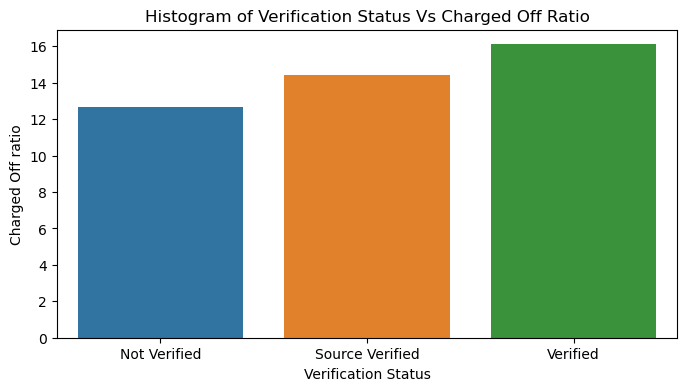 Histogram of Verification Status Vs Charged Off Ratio
16
14
12
10
8
6
4
2
0
Charged Off ratio
Not Verified
Source Verified
Verified
Verification Status